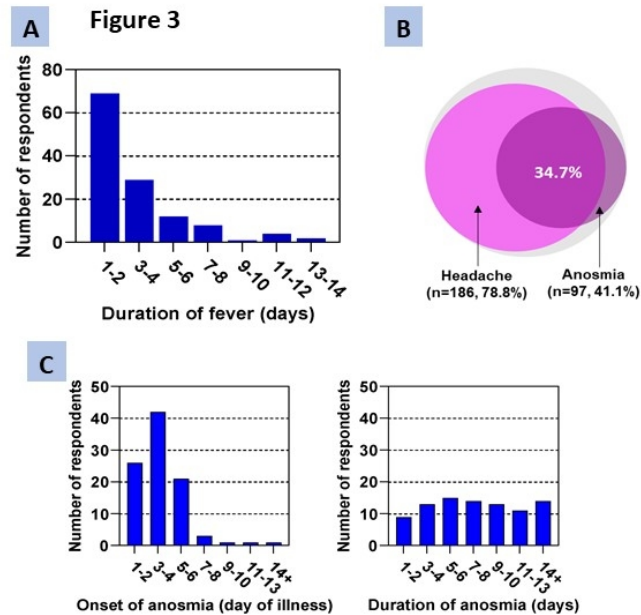 A
Figure 3
B
Number of respondents
80
60
40
20
0
1-2
3-4
5-6
7-8
9-10
11-12
13-14
Duration of fever (days)
34.7%
Headache
(n=186, 78.8%)
Anosmia
(n=97, 41.1%)
C
Number of respondents
50
40
30
20
10
0
1-2
3-4
5-6
7-8
9-10
11-13
14+
Onset of anosmia (day of illness)
Number of respondents
50
40
30
20
10
0
1-2
3-4
5-6
7-8
9-10
11-13
14+
Duration of anosmia (days)